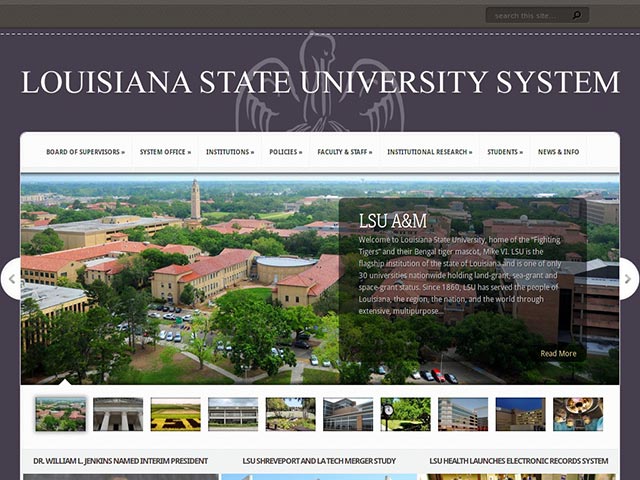 search this site...
LOUISIANA STATE UNIVERSITY SYSTEM
BOARD OF SUPERVISORS » SYSTEM OFFICE » INSTITUTIONS » POLICIES » FACULTY & STAFF » INSTITUTIONAL RESEARCH » STUDENTS » NEWS & INFO
LSU A&M
Welcome to Louisiana State University, home of the "Fighting
Tigers" and their Bengal tiger mascot, Mike VI. LSU is the
flagship institution of the state of Louisiana and is one of only
30 universities nationwide holding land-grant, sea-grant and
space-grant status. Since 1860, LSU has served the people of
Louisiana, the region, the nation, and the world through
extensive, multipurpose...
Read More
DR. WILLIAM L. JENKINS NAMED INTERIM PRESIDENT LSU SHREVEPORT AND LA TECH MERGER STUDY LSU HEALTH LAUNCHES ELECTRONIC RECORDS SYSTEM